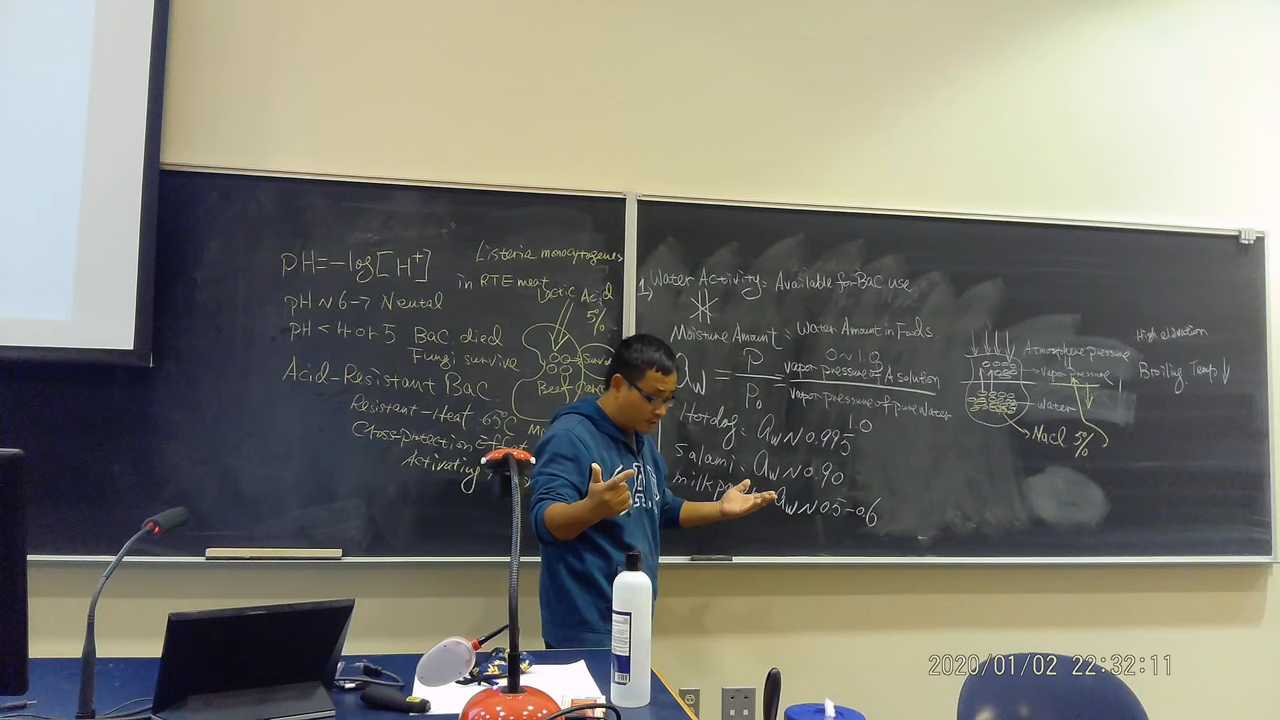 PH=-log[H+]
PH~6→ Neutal
PH<4 or 5 BaC. died
Fungi survive.
Acid-Resistant BaC.
Resistant-Heat 65°C
Cross protection Effect
Activating
Listeria monocytogenes
in RTE meat
Lactic Acid
5%
Beef
1) Water Activity: Available for BaC use
Moisture Amount: Water Amount in Foods.
0~1.0
aw = P / P0 = vapor pressure of A solution / vapor pressure of pure water
1.0
Hotdog: aw~0.995
Salami: aw~0.90
milk aw~0.5-0.6
Atmosphere pressure
→vapor pressure
→Water
→NaCl 5%
High elevation
Broiling Temp↓
2020/01/02 22:32:11